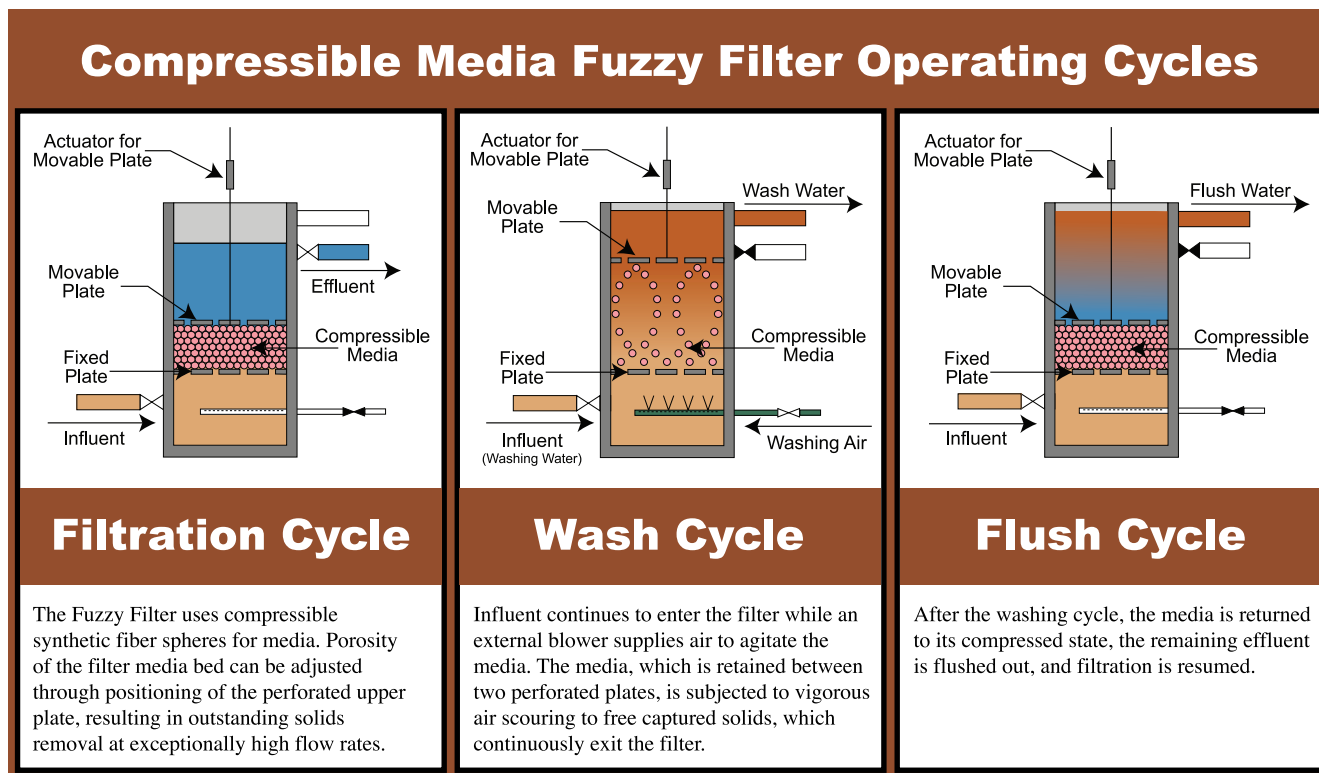 Compressible Media Fuzzy Filter Operating Cycles
Actuator for
Movable Plate
Movable
Plate
Effluent
Compressible
Media
Fixed
Plate
Influent
Filtration Cycle
The Fuzzy Filter uses compressible
synthetic fiber spheres for media. Porosity
of the filter media bed can be adjusted
through positioning of the perforated upper
plate, resulting in outstanding solids
removal at exceptionally high flow rates.
Actuator for
Movable Plate
Wash Water
Movable
Plate
Compressible
Media
Fixed
Plate
Influent
(Washing Water)
Washing Air
Wash Cycle
Influent continues to enter the filter while an
external blower supplies air to agitate the
media. The media, which is retained between
two perforated plates, is subjected to vigorous
air scouring to free captured solids, which
continuously exit the filter.
Actuator for
Movable Plate
Flush Water
Movable
Plate
Compressible
Media
Fixed
Plate
Influent
Flush Cycle
After the washing cycle, the media is returned
to its compressed state, the remaining effluent
is flushed out, and filtration is resumed.